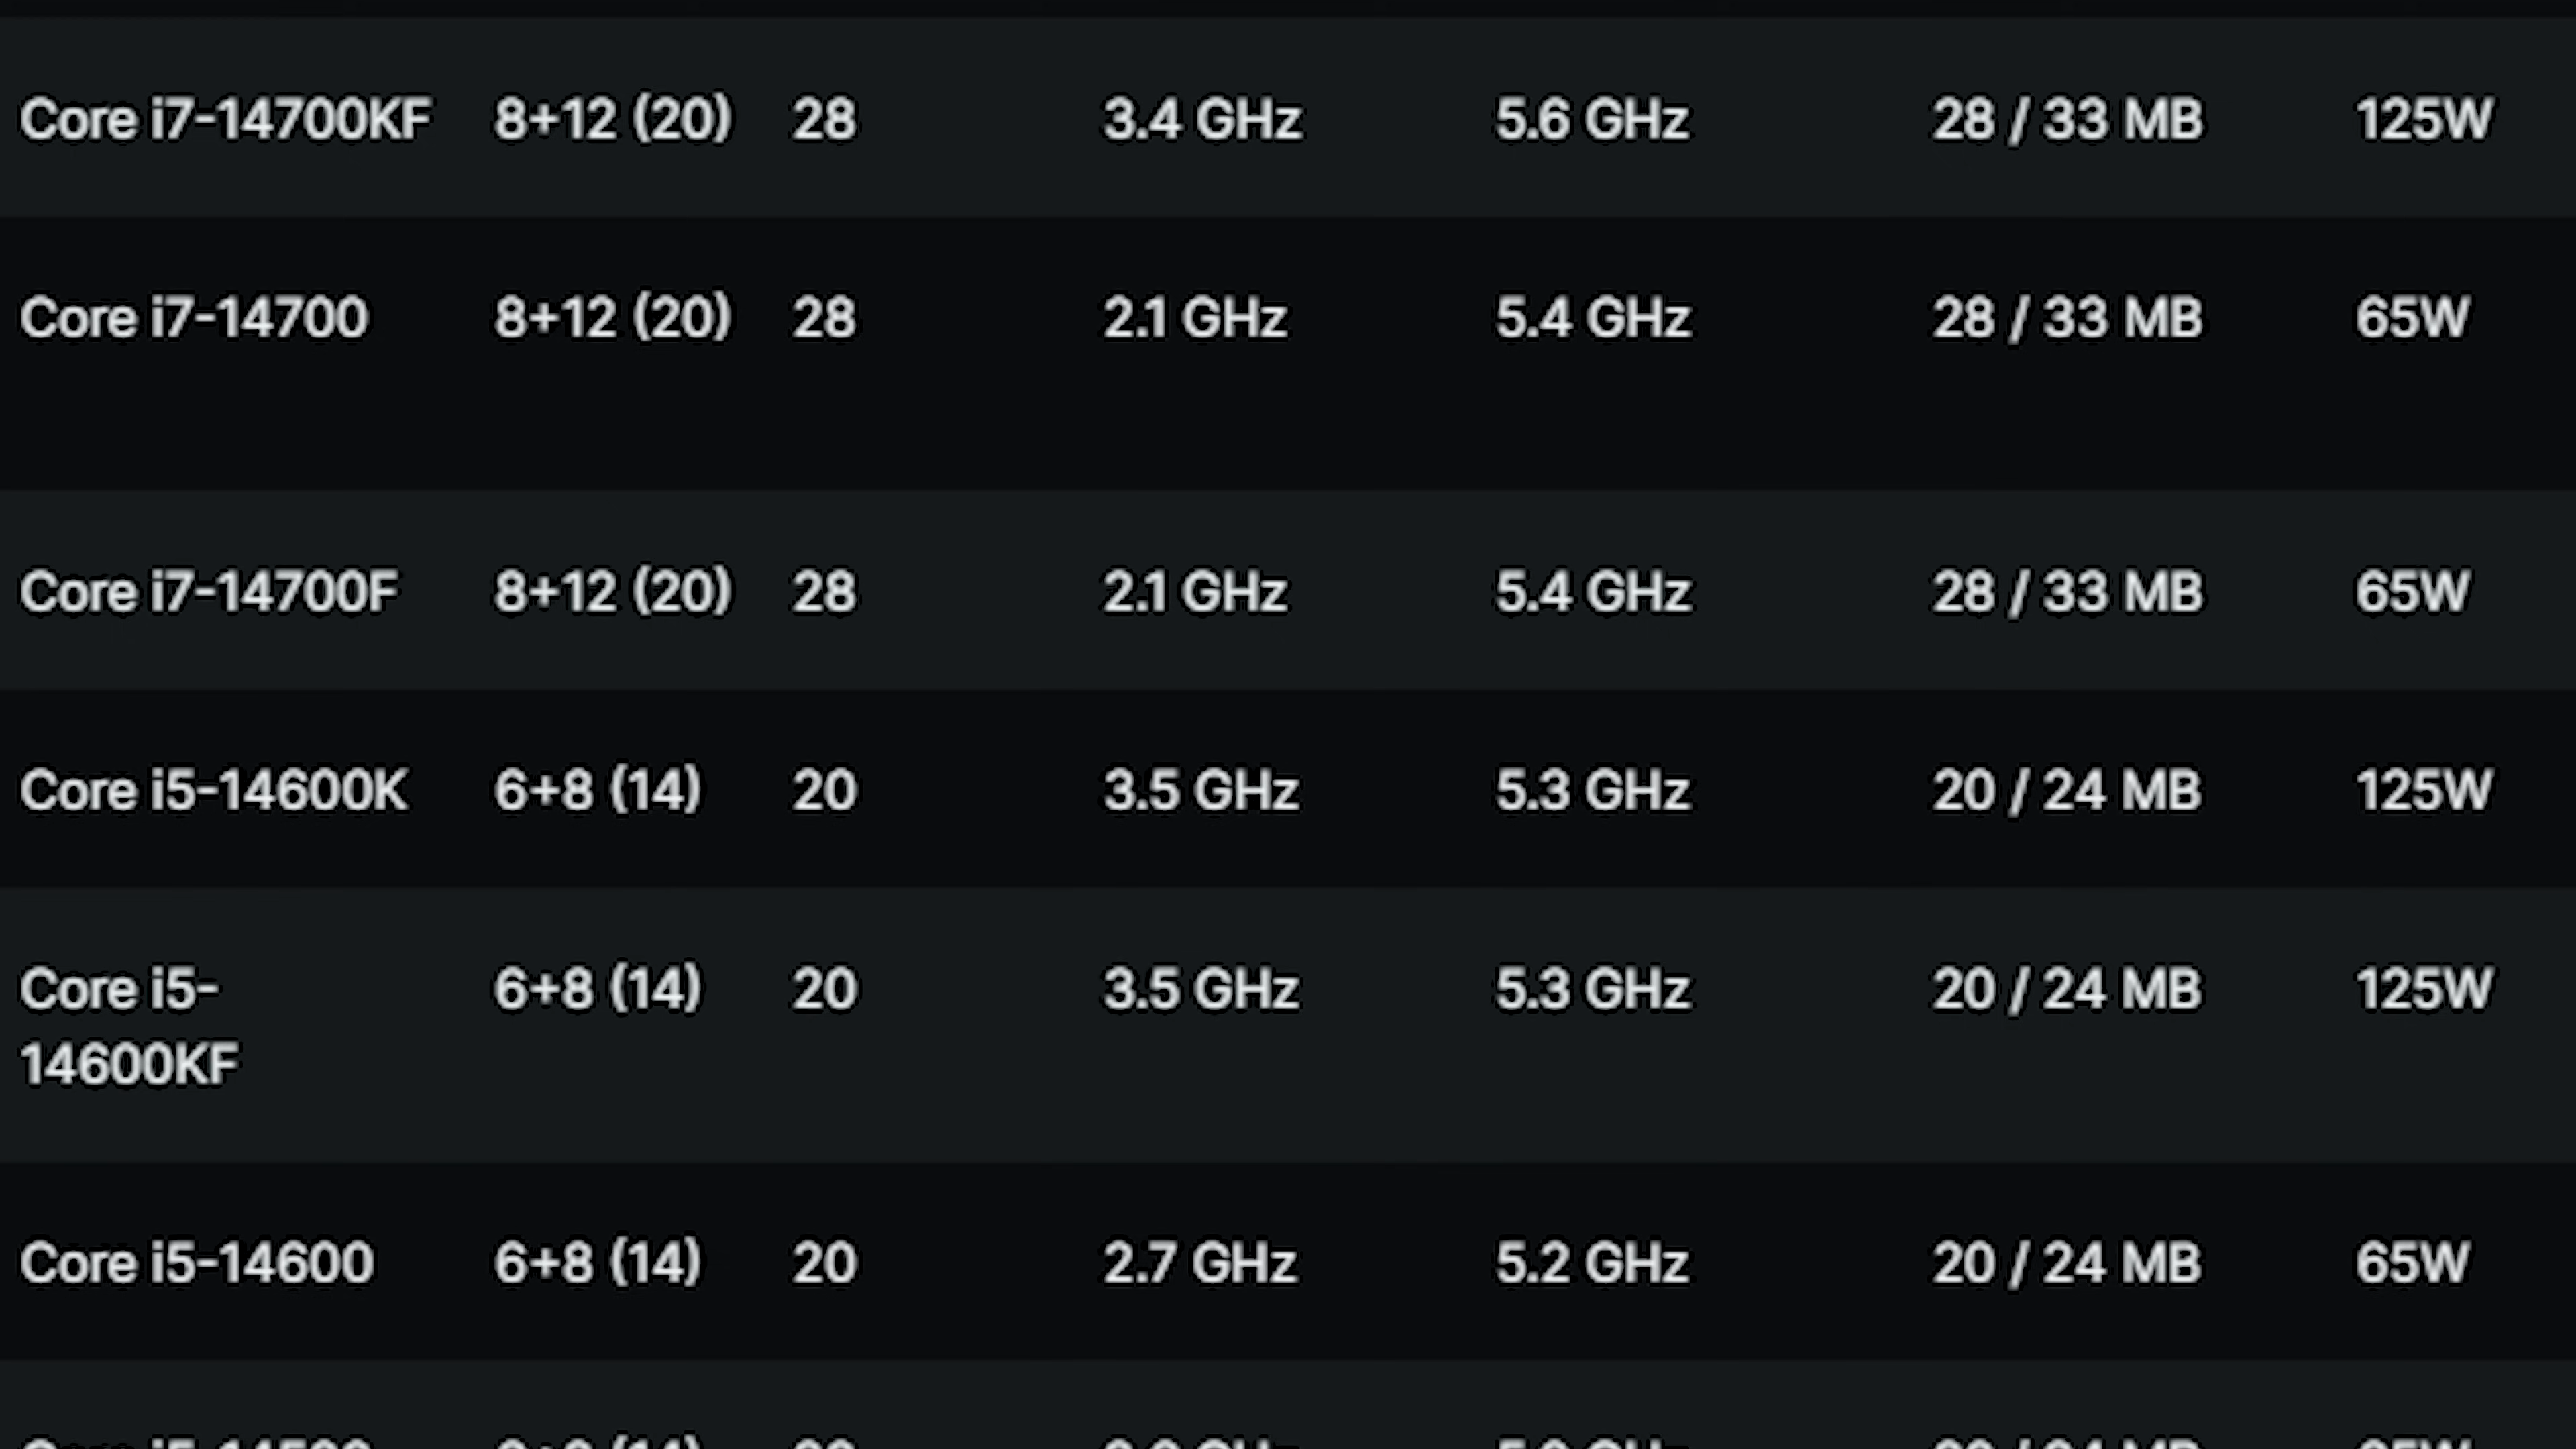 Core i7-14700KF 8+12 (20) 28 3.4 GHz 5.6 GHz 28 / 33 MB 125W
Core i7-14700 8+12 (20) 28 2.1 GHz 5.4 GHz 28 / 33 MB 65W
Core i7-14700F 8+12 (20) 28 2.1 GHz 5.4 GHz 28 / 33 MB 65W
Core i5-14600K 6+8 (14) 20 3.5 GHz 5.3 GHz 20 / 24 MB 125W
Core i5- 6+8 (14) 20 3.5 GHz 5.3 GHz 20 / 24 MB 125W
14600KF
Core i5-14600 6+8 (14) 20 2.7 GHz 5.2 GHz 20 / 24 MB 65W